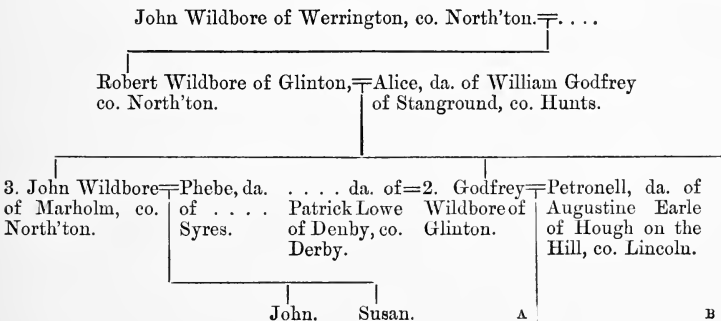 John Wildbore of Werrington, co. North'ton.=. . . .
Robert Wildbore of Glinton,=Alice, da. of William Godfrey
co. North'ton. of Stanground, co. Hunts.
3. John Wildbore=Phebe, da. . . . . da. of=2. Godfrey=Petronell, da. of
of Marholm, co. of . . . . Patrick Lowe Wildbore of Augustine Earle
North'ton. Syres. of Denby, co. Glinton. of Hough on the
Derby. Hill, co. Lincoln.
John. Susan. A B